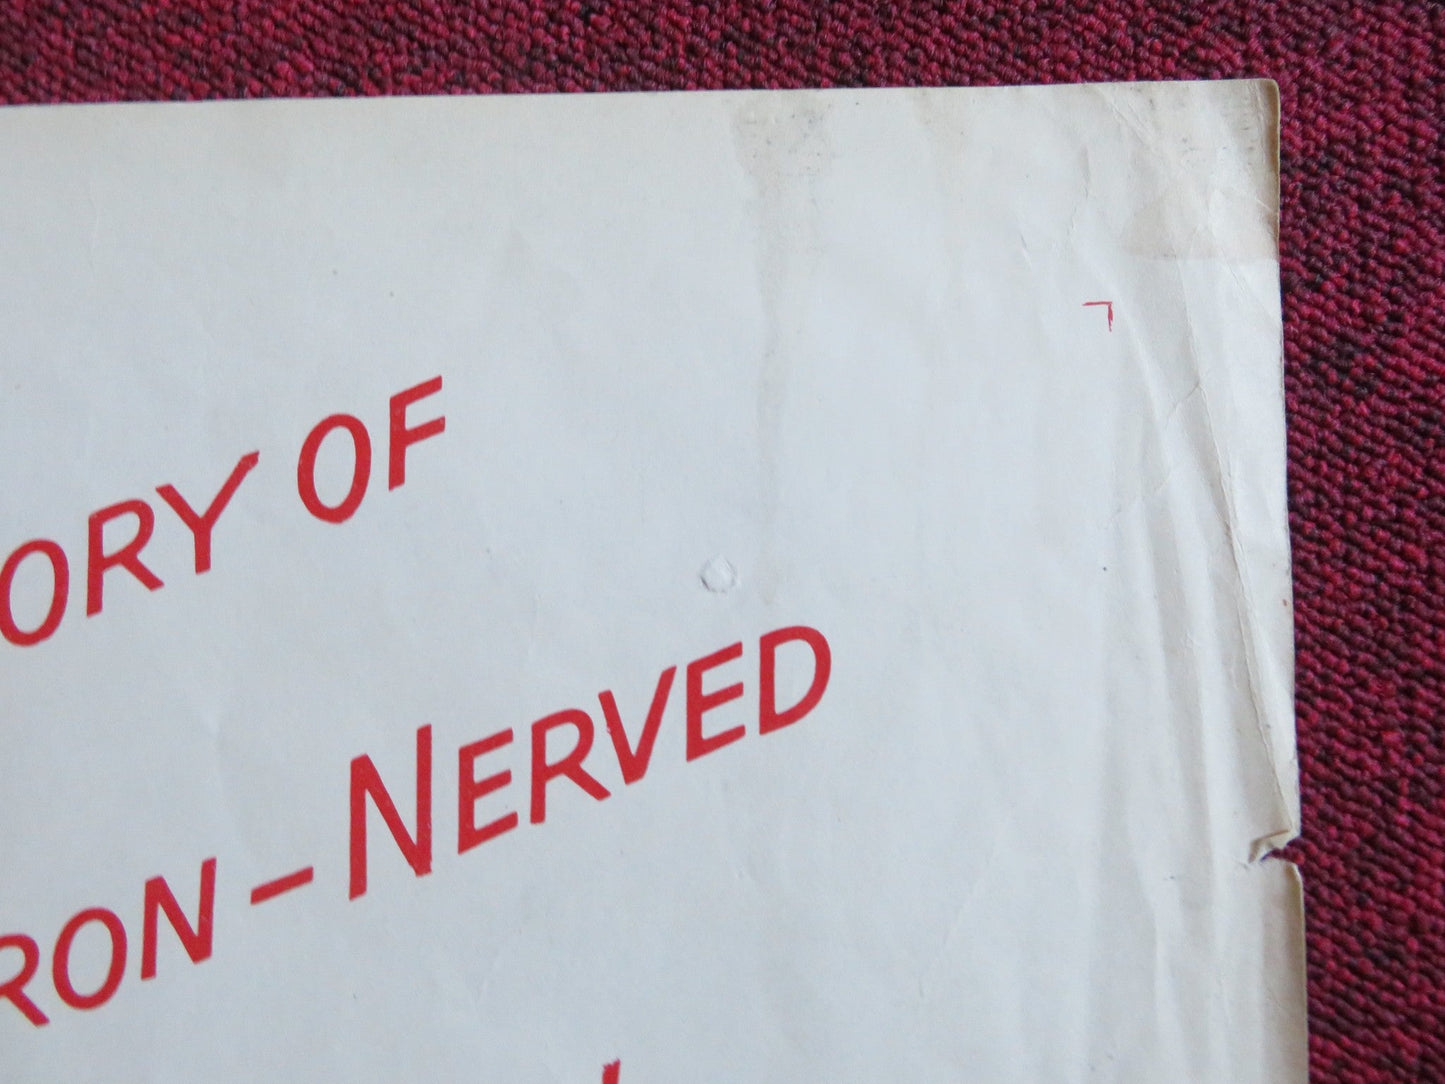 ORY OF
RON – NERVED